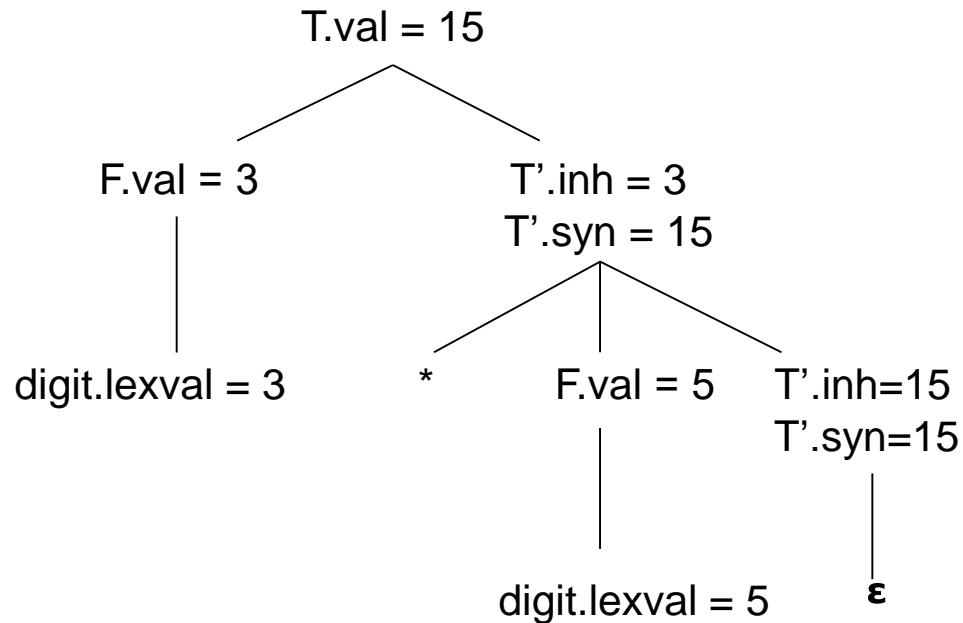 T.val = 15
F.val = 3
T’.inh = 3
T’.syn = 15
digit.lexval = 3
*
F.val = 5
T’.inh=15
T’.syn=15
digit.lexval = 5
ε